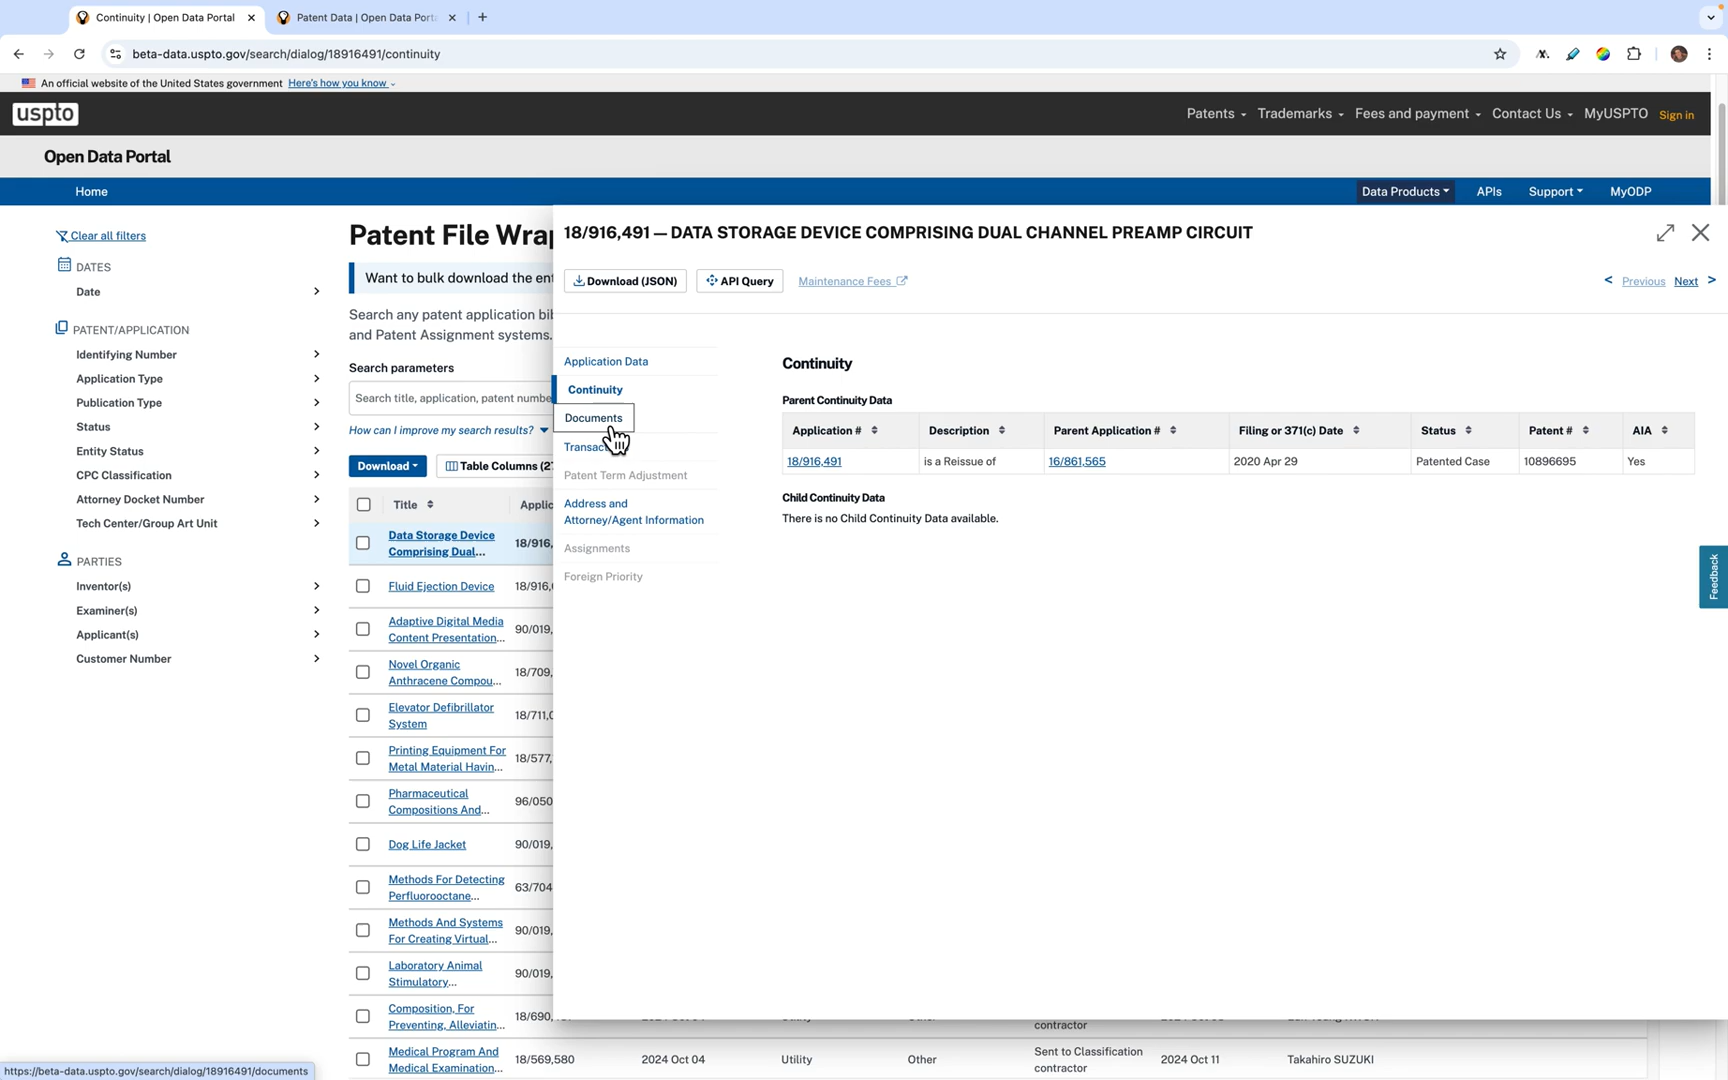 Continuity | Open Data Portal
Patent Data | Open Data Port
beta-data.uspto.gov/search/dialog/18916491/continuity
An official website of the United States government Here's how you know
uspto
Patents Trademarks Fees and payment Contact Us MyUSPTO Sign in
Open Data Portal
Home
Data Products APIs Support MyODP
Clear all filters
DATES
Date
PATENT/APPLICATION
Identifying Number
Application Type
Publication Type
Status
Entity Status
CPC Classification
Attorney Docket Number
Tech Center/Group Art Unit
PARTIES
Inventor(s)
Examiner(s)
Applicant(s)
Customer Number
Patent File Wrap
Want to bulk download the ent
Search any patent application bib
and Patent Assignment systems.
Search parameters
Search title, application, patent numbe
How can I improve my search results?
Download Table Columns (27
Title Applic
Data Storage Device
Comprising Dual... 18/916,
Fluid Ejection Device 18/916,
Adaptive Digital Media
Content Presentation... 90/019,
Novel Organic
Anthracene Compou... 18/709,
Elevator Defibrillator
System 18/711,0
Printing Equipment For
Metal Material Havin... 18/577,
Pharmaceutical
Compositions And... 96/050
Dog Life Jacket 90/019,
Methods For Detecting
Perfluorooctane... 63/704
Methods And Systems
For Creating Virtual... 90/019,
Laboratory Animal
Stimulatory... 90/019,
Composition, For
Preventing, Alleviatin... 18/690,
contractor
Medical Program And
Medical Examination... 18/569,580 2024 Oct 04 Utility Other Sent to Classification
contractor 2024 Oct 11 Takahiro SUZUKI
18/916,491 — DATA STORAGE DEVICE COMPRISING DUAL CHANNEL PREAMP CIRCUIT
Download (JSON) API Query Maintenance Fees
< Previous Next >
Application Data
Continuity
Documents
Transac
Patent Term Adjustment
Address and
Attorney/Agent Information
Assignments
Foreign Priority
Continuity
Parent Continuity Data
Application # Description Parent Application # Filing or 371(c) Date Status Patent # AIA
18/916,491 is a Reissue of 16/861,565 2020 Apr 29 Patented Case 10896695 Yes
Child Continuity Data
There is no Child Continuity Data available.
Feedback
https://beta-data.uspto.gov/search/dialog/18916491/documents